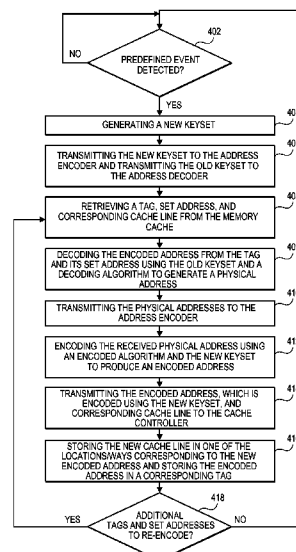 402
NO
PREDEFINED EVENT
DETECTED?
YES
GENERATING A NEW KEYSET
TRANSMITTING THE NEW KEYSET TO THE ADDRESS
ENCODER AND TRANSMITTING THE OLD KEYSET
TO THE ADDRESS DECODER
RETRIEVING A TAG, SET ADDRESS, AND
CORRESPONDING CACHE LINE FROM THE MEMORY
CACHE
DECODING THE ENCODED ADDRESS FROM THE TAG
AND ITS SET ADDRESS USING THE OLD KEYSET AND A
DECODING ALGORITHM TO GENERATE A PHYSICAL
ADDRESS
TRANSMITTING THE PHYSICAL ADDRESSES TO THE
ADDRESS ENCODER
ENCODING THE RECEIVED PHYSICAL ADDRESS USING
AN ENCODED ALGORITHM AND THE NEW KEYSET
TO PRODUCE AN ENCODED ADDRESS
TRANSMITTING THE ENCODED ADDRESS, WHICH IS
ENCODED USING THE NEW KEYSET, AND
CORRESPONDING CACHE LINE TO THE CACHE
CONTROLLER
STORING THE NEW CACHE LINE IN ONE OF THE
LOCATIONS/WAYS CORRESPONDING TO THE NEW
ENCODED ADDRESS AND STORING THE ENCODED
ADDRESS IN A CORRESPONDING TAG
418
YES
ADDITIONAL
TAGS AND SET ADDRESSES
TO RE-ENCODE?
NO